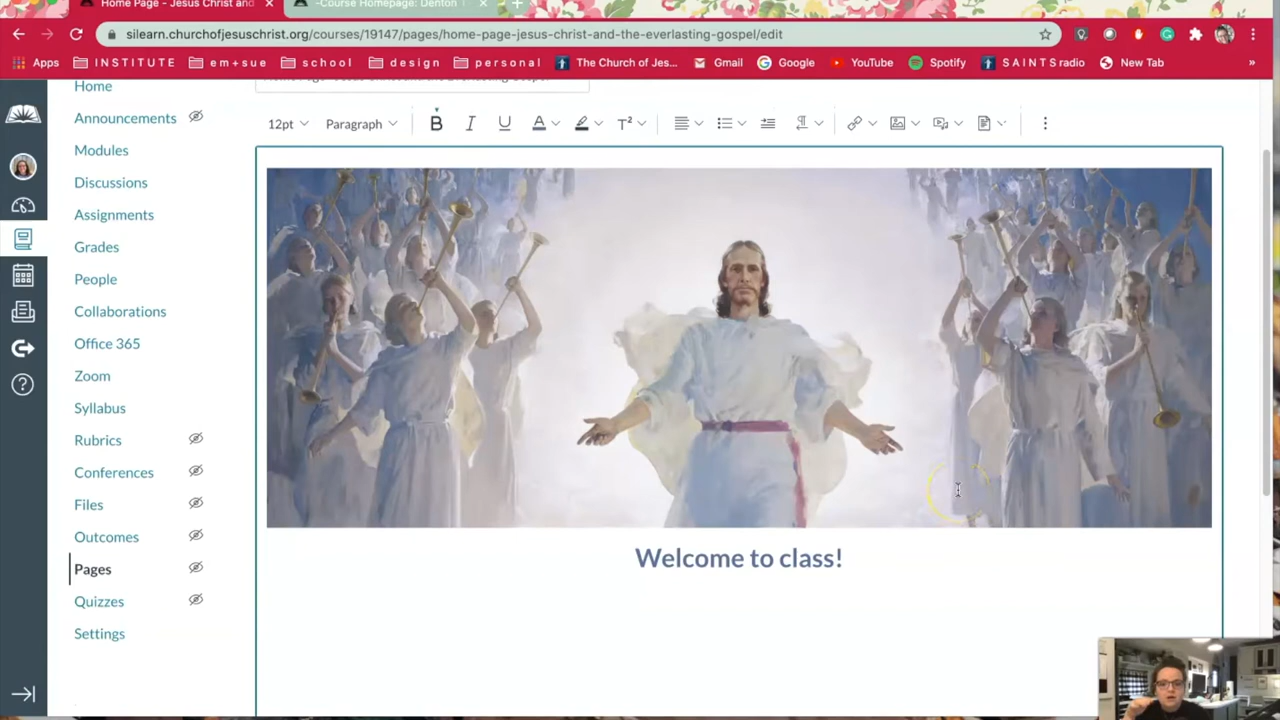 Home Page - Jesus Christ and
-Course Homepage: Denton
silearn.churchofjesuschrist.org/courses/19147/pages/home-page-jesus-christ-and-the-everlasting-gospel/edit
Apps INSTITUTE em+sue school design personal The Church of Jes... Gmail Google YouTube Spotify SAINTS radio New Tab »
Home
Announcements
Modules
Discussions
Assignments
Grades
People
Collaborations
Office 365
Zoom
Syllabus
Rubrics
Conferences
Files
Outcomes
Pages
Quizzes
Settings
12pt Paragraph B I U A T²
Welcome to class!